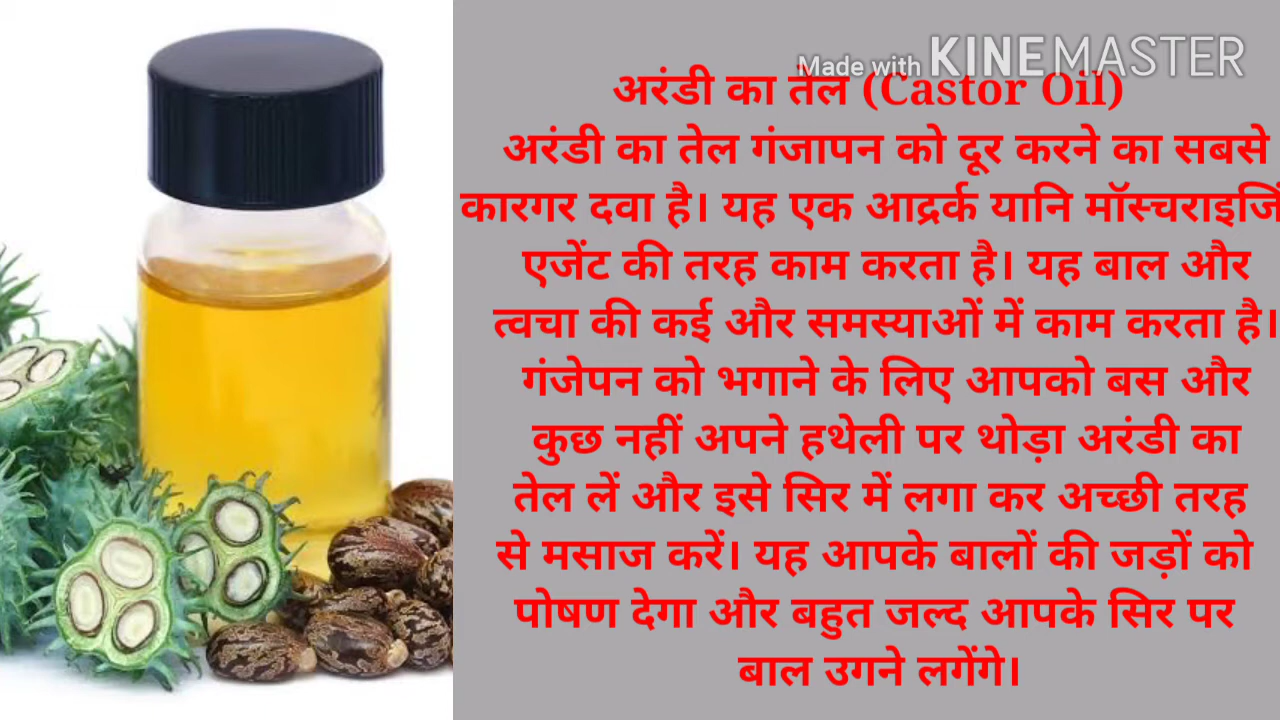 Made with KINEMASTER
अरंडी का तेल (Castor Oil)
अरंडी का तेल गंजापन को दूर करने का सबसे
कारगर दवा है। यह एक आद्रर्क यानि मॉस्चराइजिं
एजेंट की तरह काम करता है। यह बाल और
त्वचा की कई और समस्याओं में काम करता है।
गंजेपन को भगाने के लिए आपको बस और
कुछ नहीं अपने हथेली पर थोड़ा अरंडी का
तेल लें और इसे सिर में लगा कर अच्छी तरह
से मसाज करें। यह आपके बालों की जड़ों को
पोषण देगा और बहुत जल्द आपके सिर पर
बाल उगने लगेंगे।